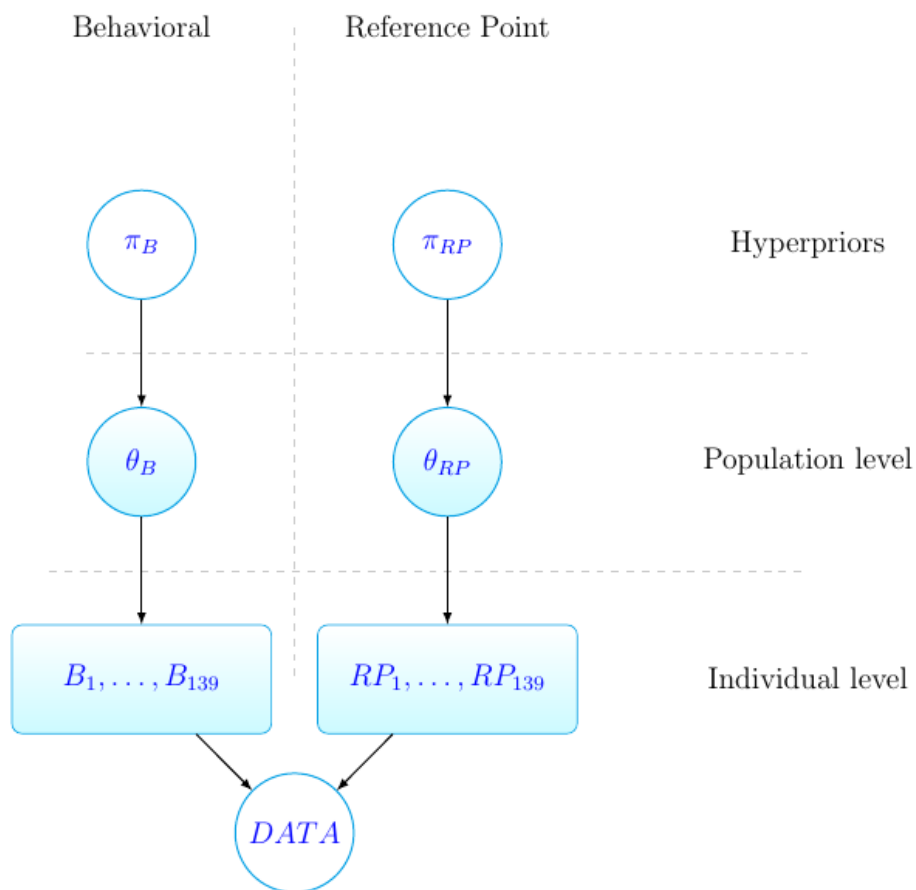 Behavioral Reference Point
π_B π_RP Hyperpriors
θ_B θ_RP Population level
B_1, . . . , B_139 RP_1, . . . , RP_139 Individual level
DATA